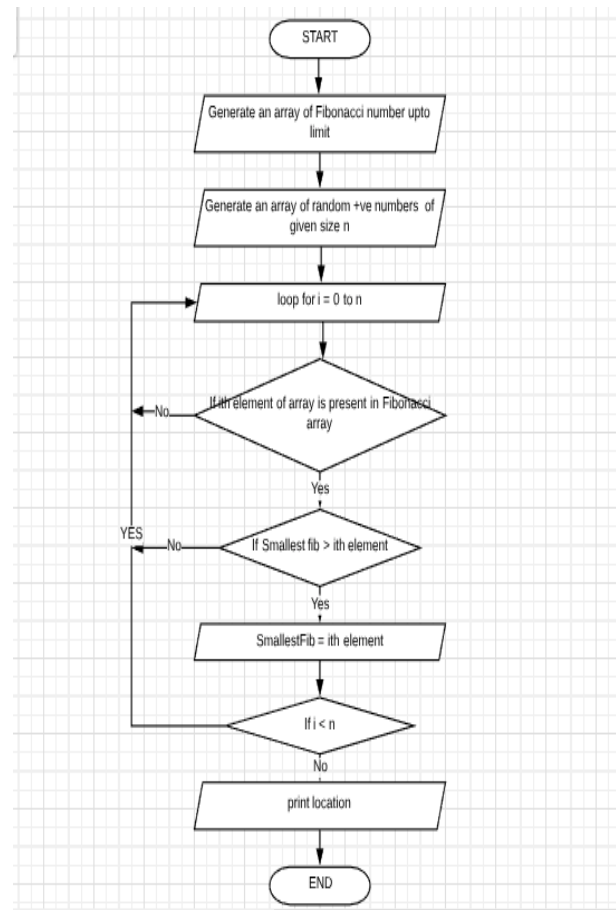 START
Generate an array of Fibonacci number upto
limit
Generate an array of random +ve numbers of
given size n
loop for i = 0 to n
If ith element of array is present in Fibonacci
array
No
Yes
YES
If Smallest fib > ith element
No
Yes
SmallestFib = ith element
If i < n
No
print location
END